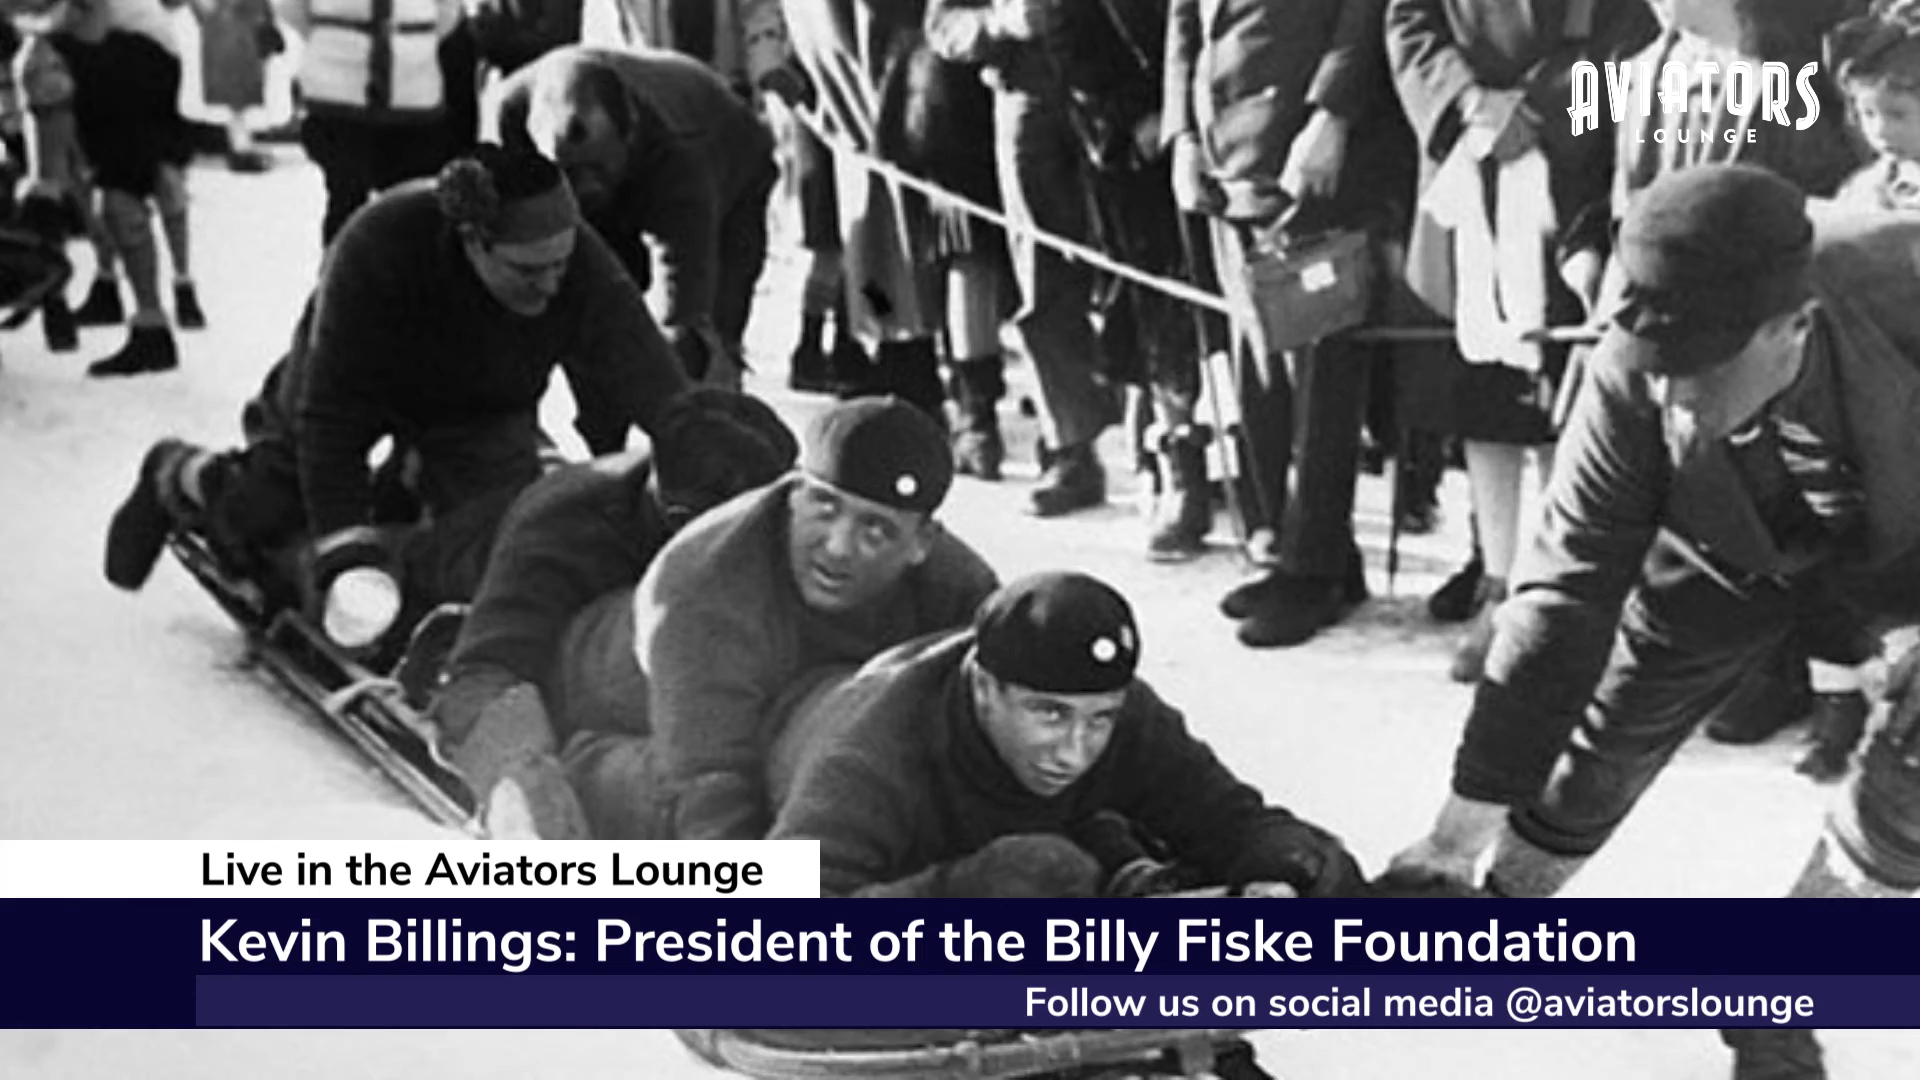 AVIATORS
LOUNGE
Live in the Aviators Lounge
Kevin Billings: President of the Billy Fiske Foundation
Follow us on social media @aviatorslounge